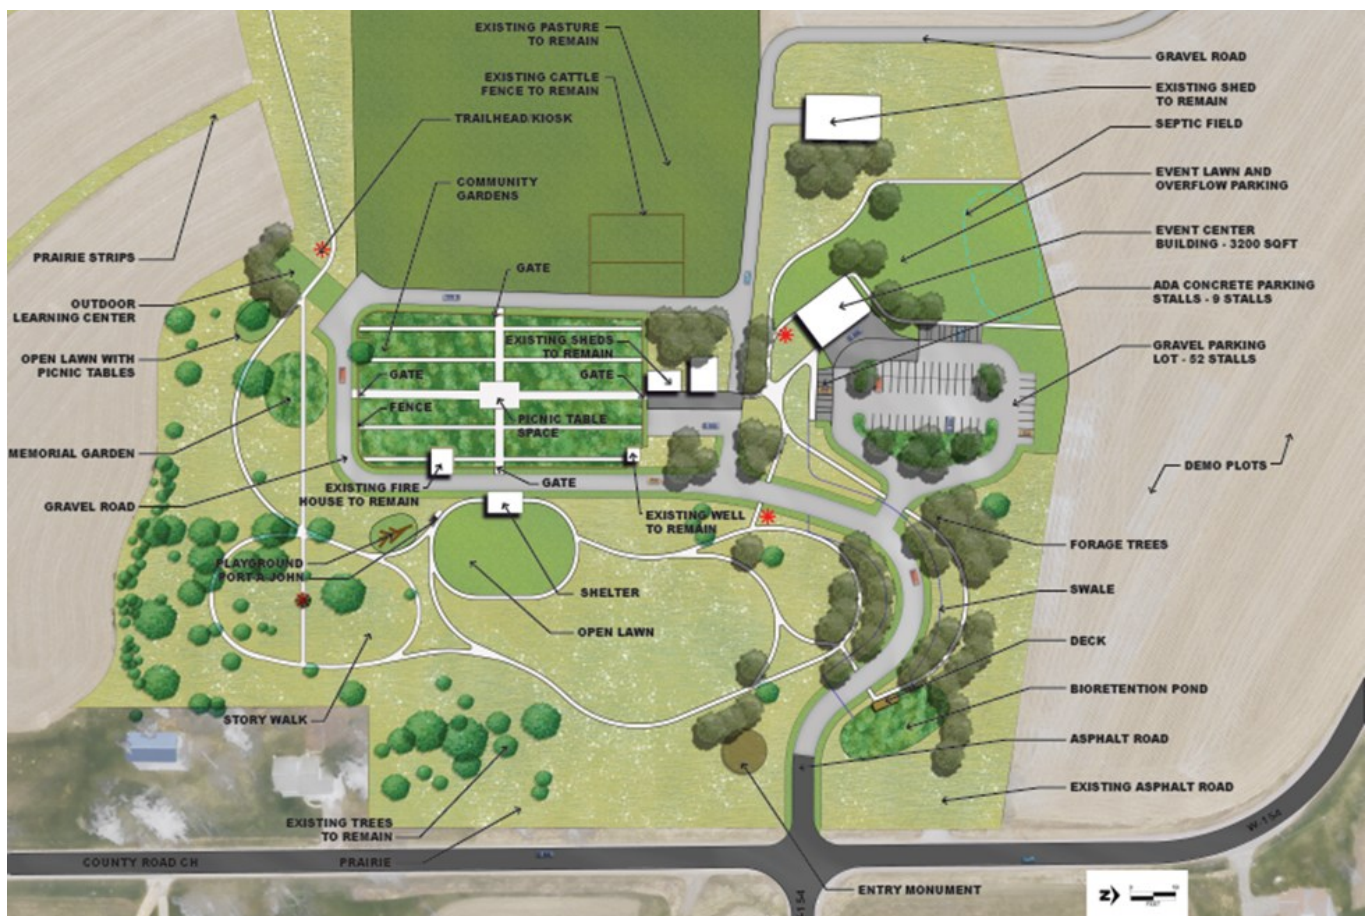 EXISTING PASTURE
TO REMAIN
EXISTING CATTLE
FENCE TO REMAIN
TRAILHEAD/KIOSK
COMMUNITY
GARDENS
PRAIRIE STRIPS
OUTDOOR
LEARNING CENTER
OPEN LAWN WITH
PICNIC TABLES
MEMORIAL GARDEN
GRAVEL ROAD
GATE
EXISTING SHEDS
TO REMAIN
GATE
GATE
FENCE
PICNIC TABLE
SPACE
EXISTING FIRE
HOUSE TO REMAIN
GATE
EXISTING WELL
TO REMAIN
PLAYGROUND
PORT-A-JOHN
SHELTER
OPEN LAWN
STORY WALK
EXISTING TREES
TO REMAIN
PRAIRIE
COUNTY ROAD CH
GRAVEL ROAD
EXISTING SHED
TO REMAIN
SEPTIC FIELD
EVENT LAWN AND
OVERFLOW PARKING
EVENT CENTER
BUILDING - 3200 SQFT
ADA CONCRETE PARKING
STALLS - 9 STALLS
GRAVEL PARKING
LOT - 52 STALLS
DEMO PLOTS
FORAGE TREES
SWALE
DECK
BIORETENTION POND
ASPHALT ROAD
EXISTING ASPHALT ROAD
W-154
ENTRY MONUMENT
Z
FEET